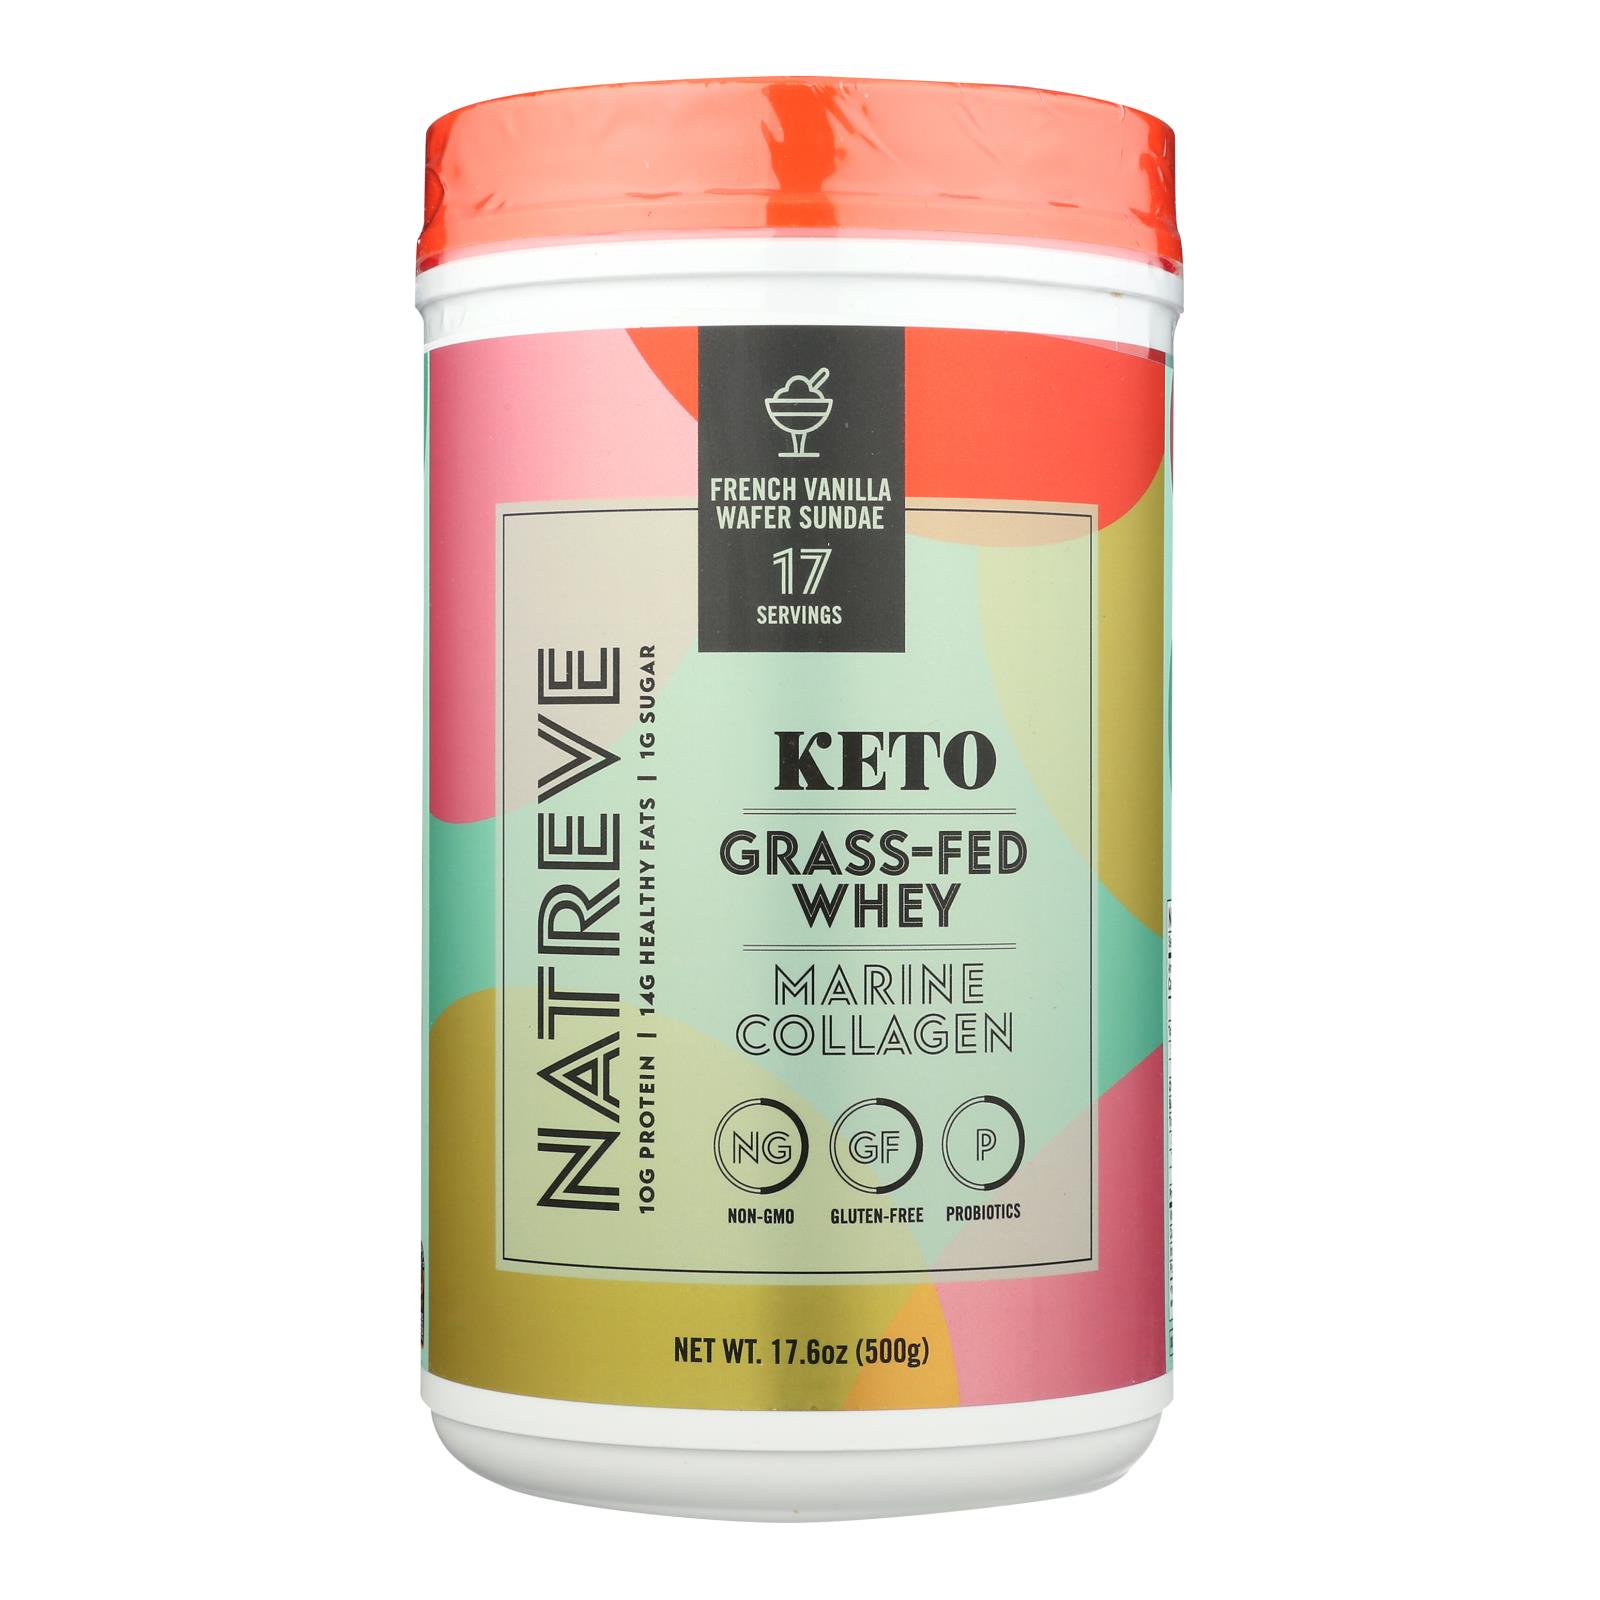 FRENCH VANILLA
WAFER SUNDAE
17
SERVINGS
NATREVE
10G PROTEIN | 14G HEALTHY FATS | 1G SUGAR
KETO
GRASS-FED
WHEY
MARINE
COLLAGEN
NG
GF
P
NON-GMO
GLUTEN-FREE
PROBIOTICS
NET WT. 17.6oz (500g)